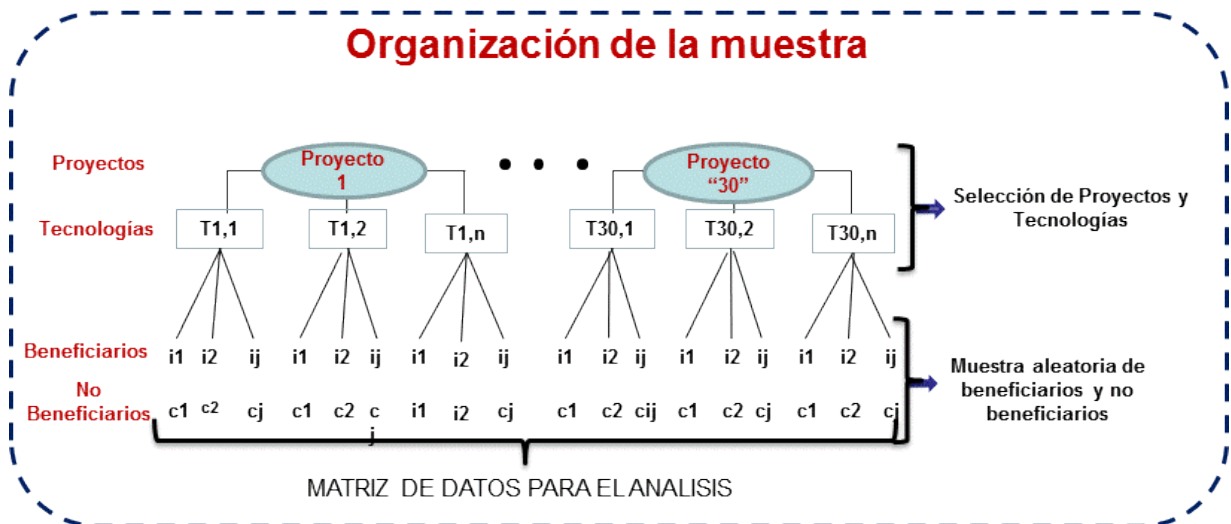 Organización de la muestra
Proyectos
Proyecto
1
• • •
Proyecto
“30”
Selección de Proyectos y
Tecnologías
Tecnologías
T1,1 T1,2 T1,n T30,1 T30,2 T30,n
Beneficiarios i1 i2 ij i1 i2 ij i1 i2 ij i1 i2 ij i1 i2 ij i1 i2 ij
No
Beneficiarios c1 c2 cj c1 c2 c i1 i2 cj c1 c2 cij c1 c2 cj c1 c2 cj
j
Muestra aleatoria de
beneficiarios y no
beneficiarios
MATRIZ DE DATOS PARA EL ANALISIS